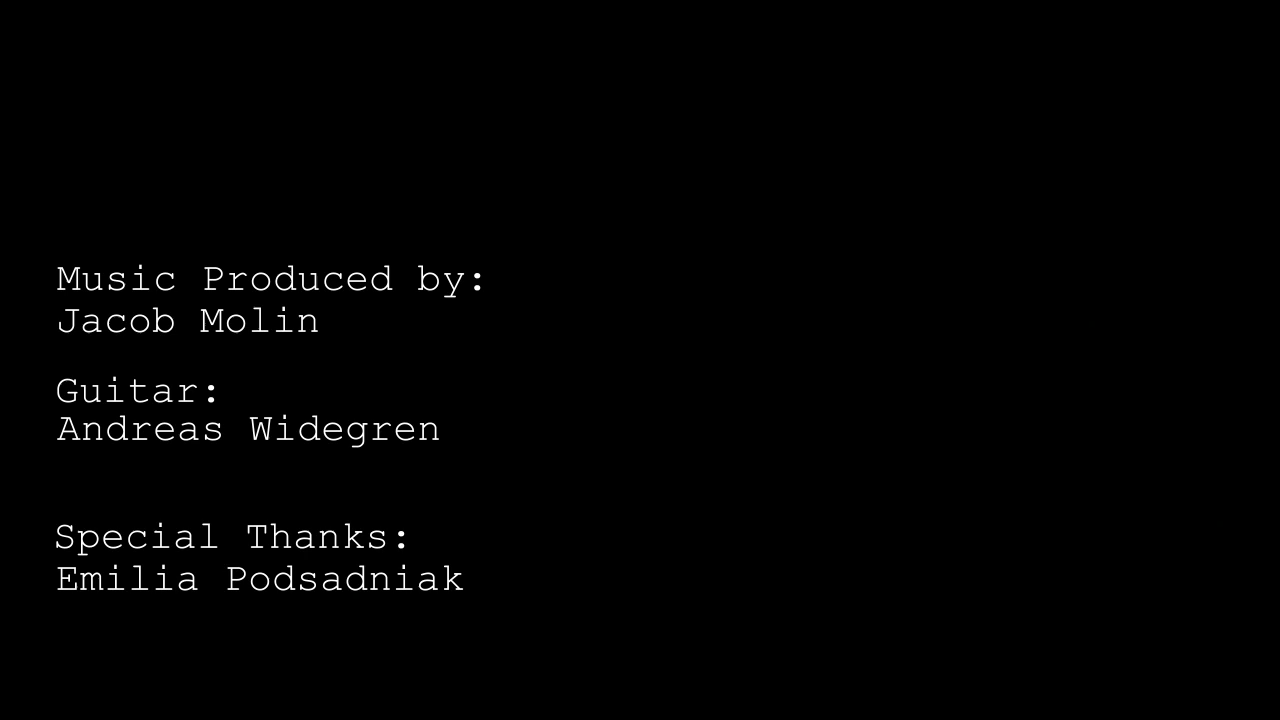 Music Produced by:
Jacob Molin
Guitar:
Andreas Widegren
Special Thanks:
Emilia Podsadniak